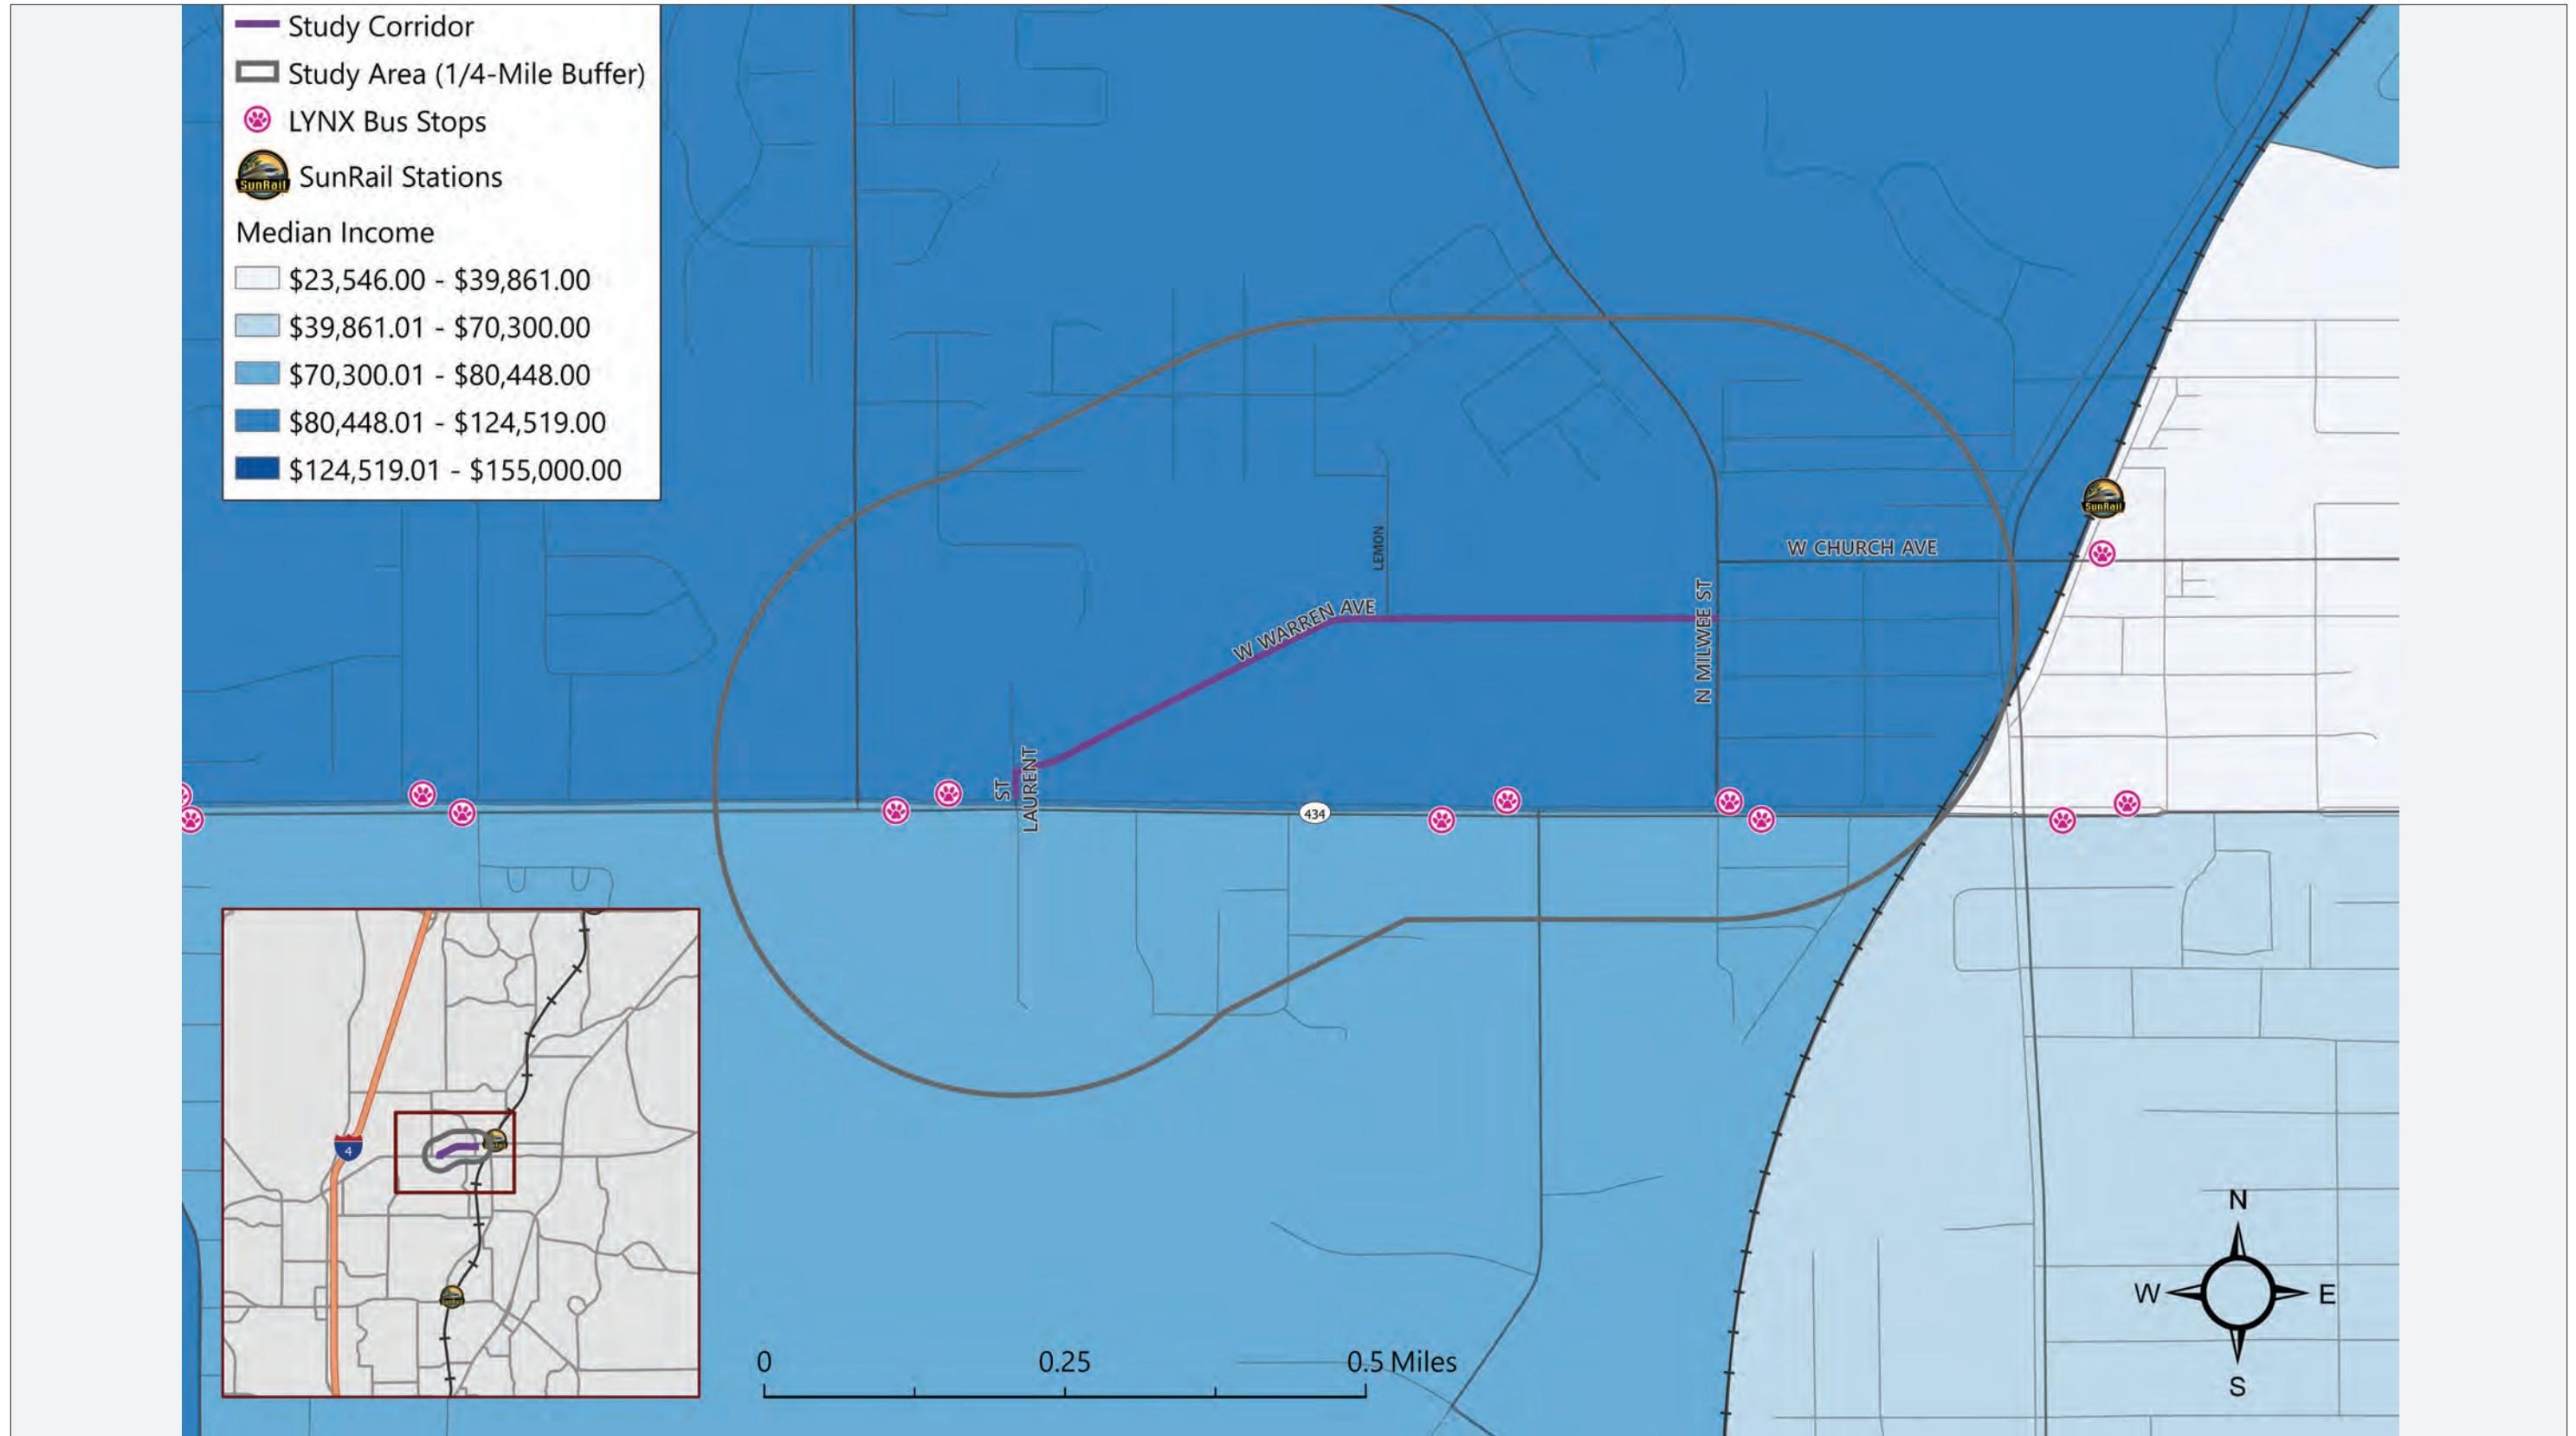 Study Corridor
Study Area (1/4-Mile Buffer)
LYNX Bus Stops
SunRail
SunRail Stations
Median Income
$23,546.00 - $39,861.00
$39,861.01 - $70,300.00
$70,300.01 - $80,448.00
$80,448.01 - $124,519.00
$124,519.01 - $155,000.00
SunRail
W CHURCH AVE
LEMON
W WARREN AVE
N MILWEE ST
ST
LAURENT
434
4
N
W
E
S
0
0.25
0.5 Miles